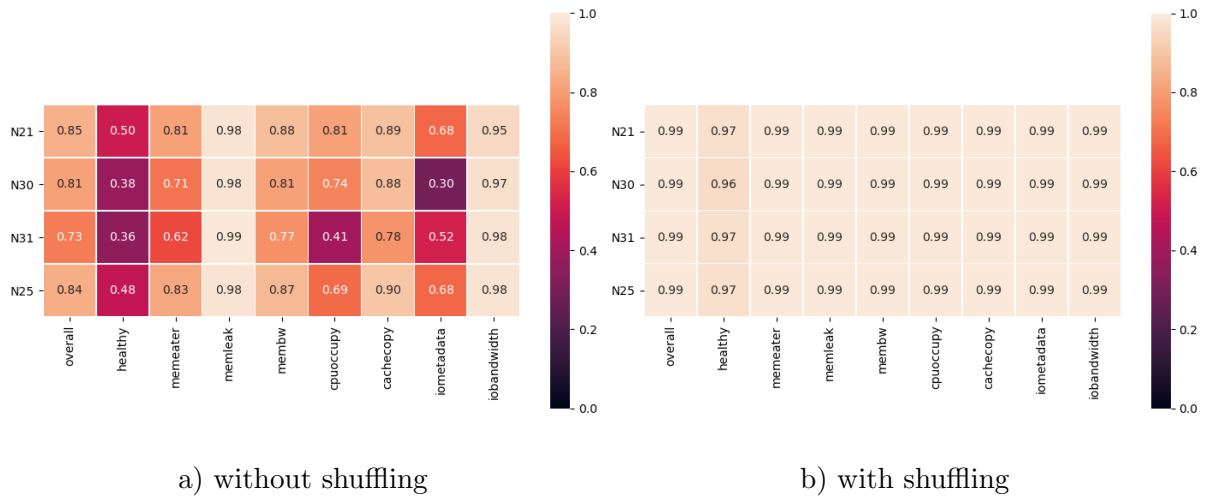 1.0
N21 0.85 0.50 0.81 0.98 0.88 0.81 0.89 0.68 0.95
0.8
N30 0.81 0.38 0.71 0.98 0.81 0.74 0.88 0.30 0.97
0.6
N31 0.73 0.36 0.62 0.99 0.77 0.41 0.78 0.52 0.98
0.4
N25 0.84 0.48 0.83 0.98 0.87 0.69 0.90 0.68 0.98
0.2
overall healthy memeater memleak membw cpuoccupy cachecopy iometadata iobandwidth
0.0
a) without shuffling
1.0
N21 0.99 0.97 0.99 0.99 0.99 0.99 0.99 0.99 0.99
0.8
N30 0.99 0.96 0.99 0.99 0.99 0.99 0.99 0.99 0.99
0.6
N31 0.99 0.97 0.99 0.99 0.99 0.99 0.99 0.99 0.99
0.4
N25 0.99 0.97 0.99 0.99 0.99 0.99 0.99 0.99 0.99
0.2
overall healthy memeater memleak membw cpuoccupy cachecopy iometadata iobandwidth
0.0
b) with shuffling